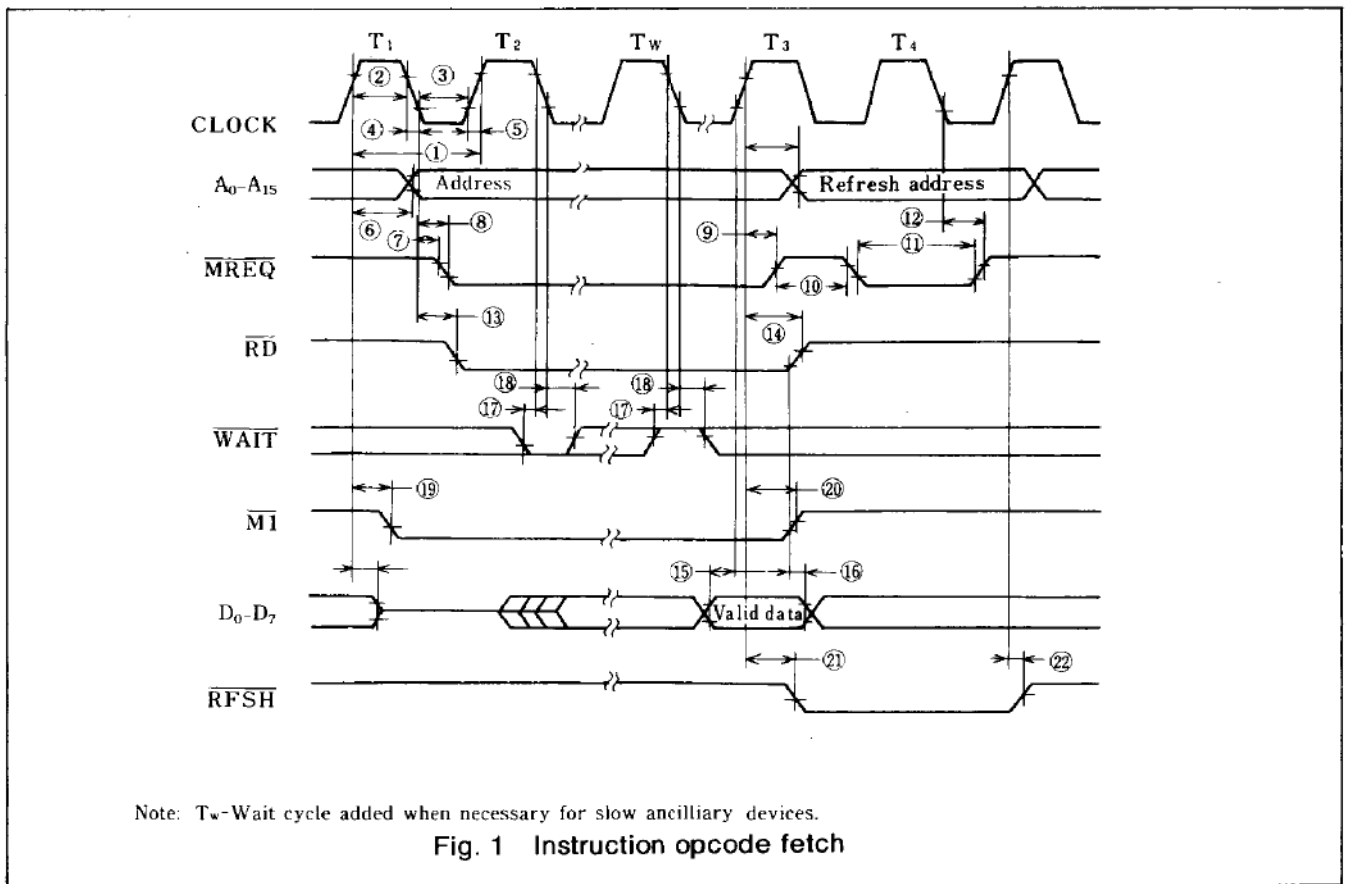 T1 T2 TW T3 T4
② ③
CLOCK
④ ⑤
①
A0-A15 Address Refresh address
⑥ ⑧ ⑫
⑦ ⑨ ⑪
MREQ
⑩
⑬ ⑭
RD
⑱ ⑱
⑰ ⑰
WAIT
⑲ ⑳
M1
⑮ ⑯
D0-D7 Valid data
㉑ ㉒
RFSH
Note: Tw-Wait cycle added when necessary for slow ancilliary devices.
Fig. 1 Instruction opcode fetch